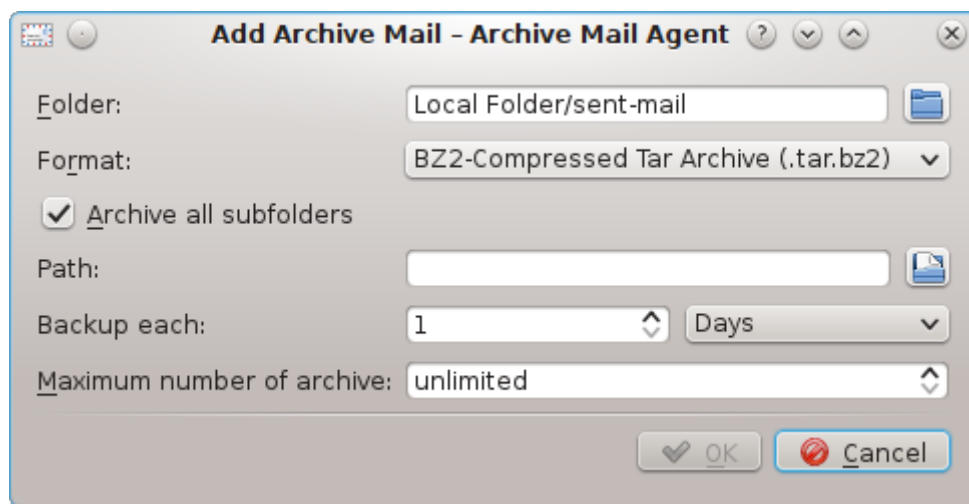 Add Archive Mail – Archive Mail Agent
Folder: Local Folder/sent-mail
Format: BZ2-Compressed Tar Archive (.tar.bz2)
Archive all subfolders
Path:
Backup each: 1 Days
Maximum number of archive: unlimited
OK Cancel